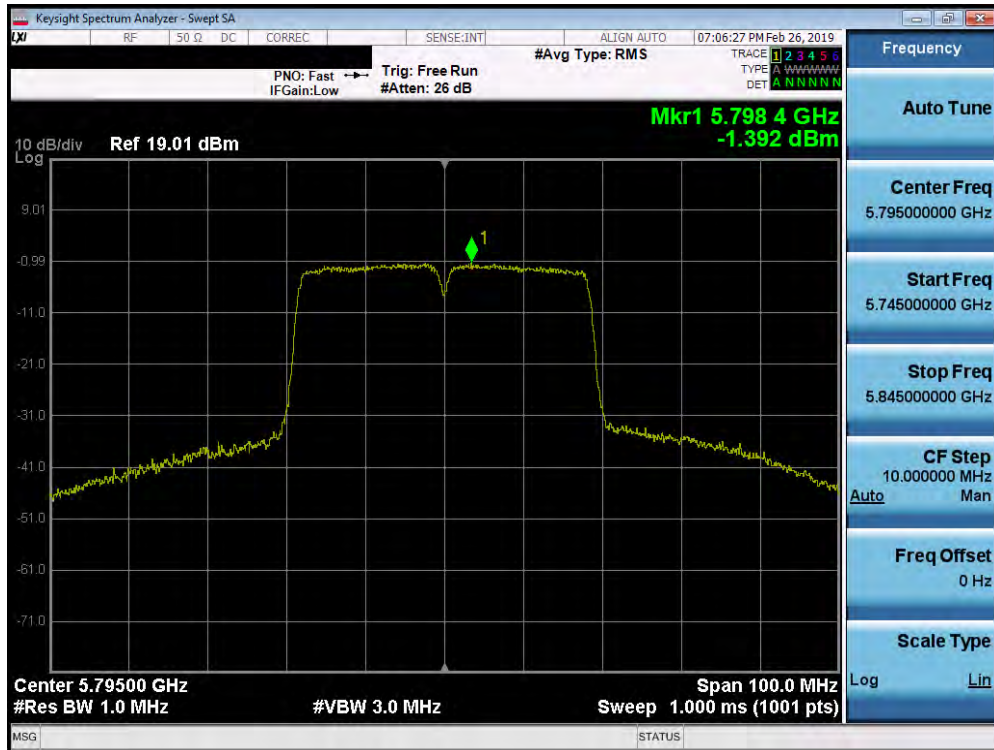 Keysight Spectrum Analyzer - Swept SA
LXI RF 50 Ω DC CORREC SENSE:INT ALIGN AUTO 07:06:27 PM Feb 26, 2019
PNO: Fast IFGain:Low
Trig: Free Run
#Atten: 26 dB
#Avg Type: RMS
TRACE 1 2 3 4 5 6
TYPE A WWWWW
DET A N N N N N
Mkr1 5.798 4 GHz
-1.392 dBm
10 dB/div Ref 19.01 dBm
Log
1
9.01
-0.99
-11.0
-21.0
-31.0
-41.0
-51.0
-61.0
-71.0
Center 5.79500 GHz Span 100.0 MHz
#Res BW 1.0 MHz #VBW 3.0 MHz Sweep 1.000 ms (1001 pts)
MSG STATUS
Frequency
Auto Tune
Center Freq
5.795000000 GHz
Start Freq
5.745000000 GHz
Stop Freq
5.845000000 GHz
CF Step
10.000000 MHz
Auto Man
Freq Offset
0 Hz
Scale Type
Log Lin